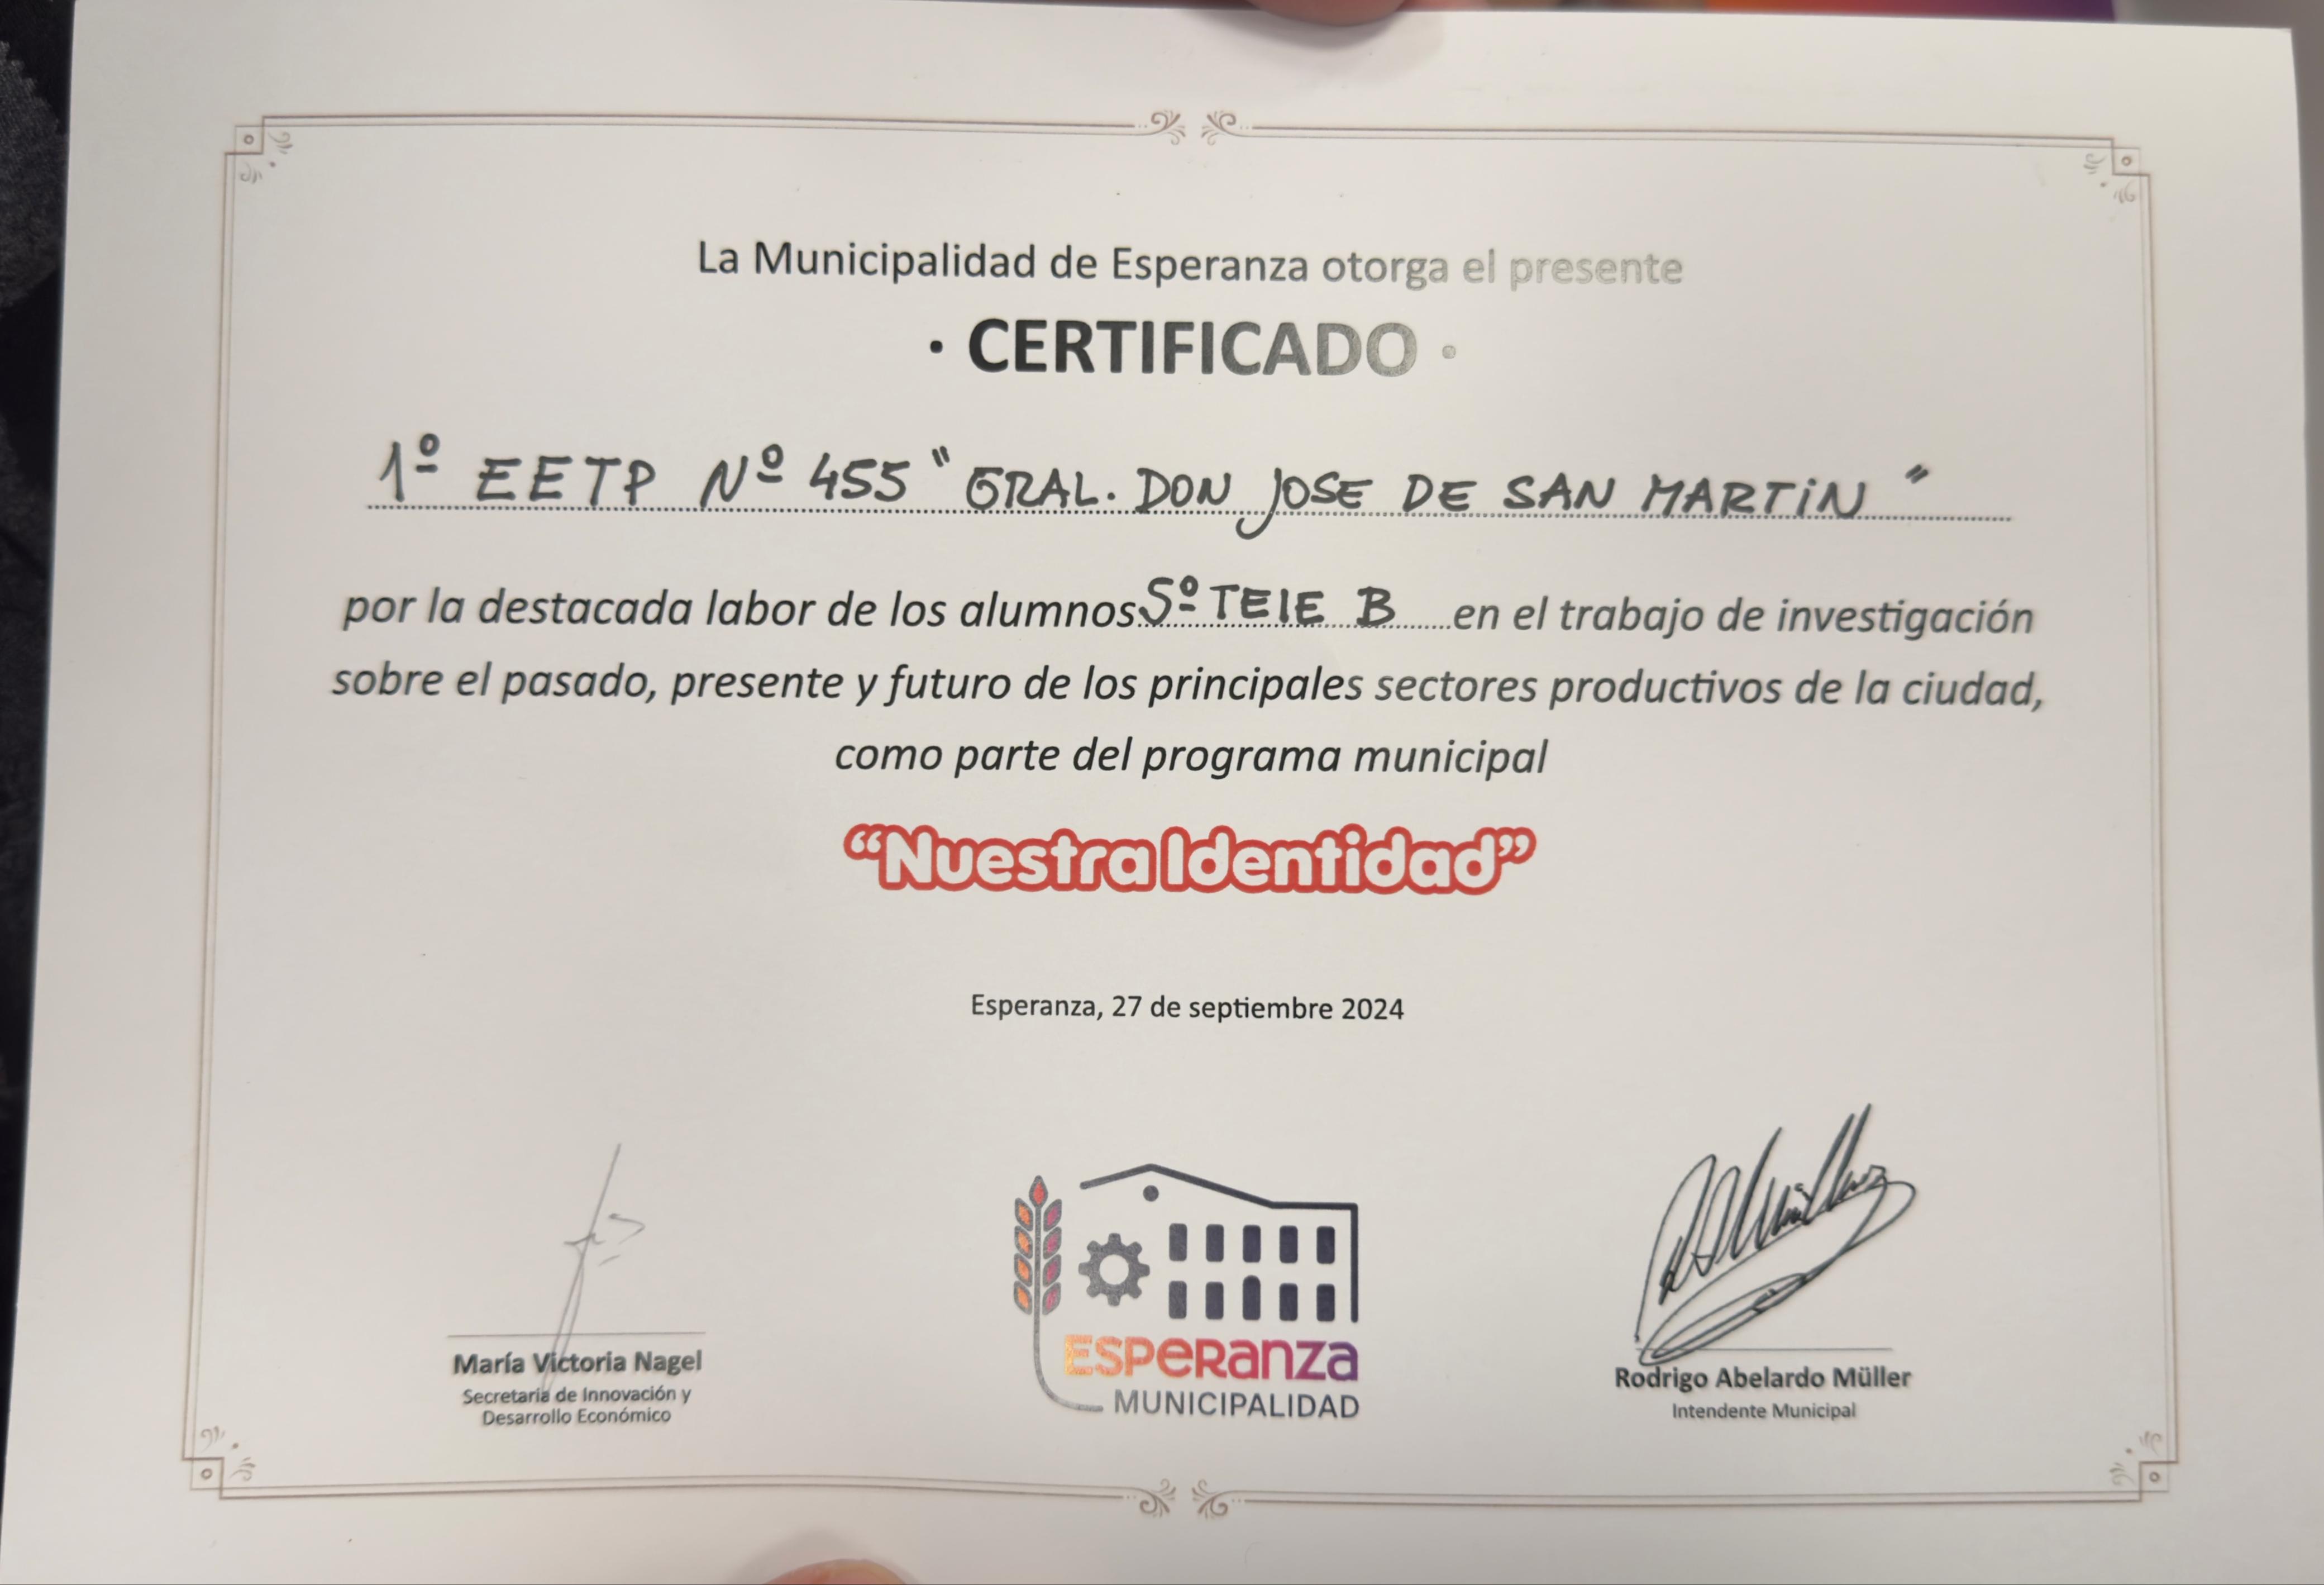 La Municipalidad de Esperanza otorga el presente
· CERTIFICADO ·
1º EETP Nº 455 " GRAL. DON JOSE DE SAN MARTIN "
por la destacada labor de los alumnos 5º TEIE B en el trabajo de investigación
sobre el pasado, presente y futuro de los principales sectores productivos de la ciudad,
como parte del programa municipal
“Nuestra Identidad”
Esperanza, 27 de septiembre 2024
María Victoria Nagel
Secretaria de Innovación y
Desarrollo Económico
ESPERANZA
MUNICIPALIDAD
Rodrigo Abelardo Müller
Intendente Municipal